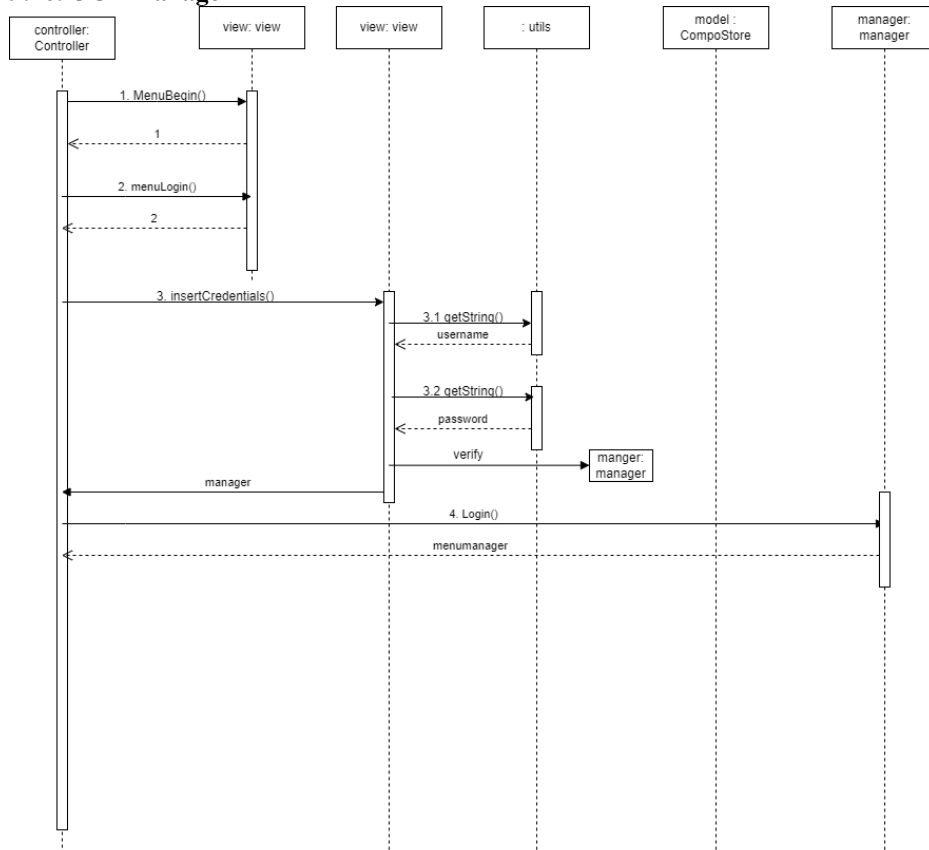 controller:
Controller
view: view
view: view
: utils
model :
CompoStore
manager:
manager
1. MenuBegin()
1
2. menuLogin()
2
3. insertCredentials()
3.1 getString()
username
3.2 getString()
password
verify
manger:
manager
manager
4. Login()
menumanager